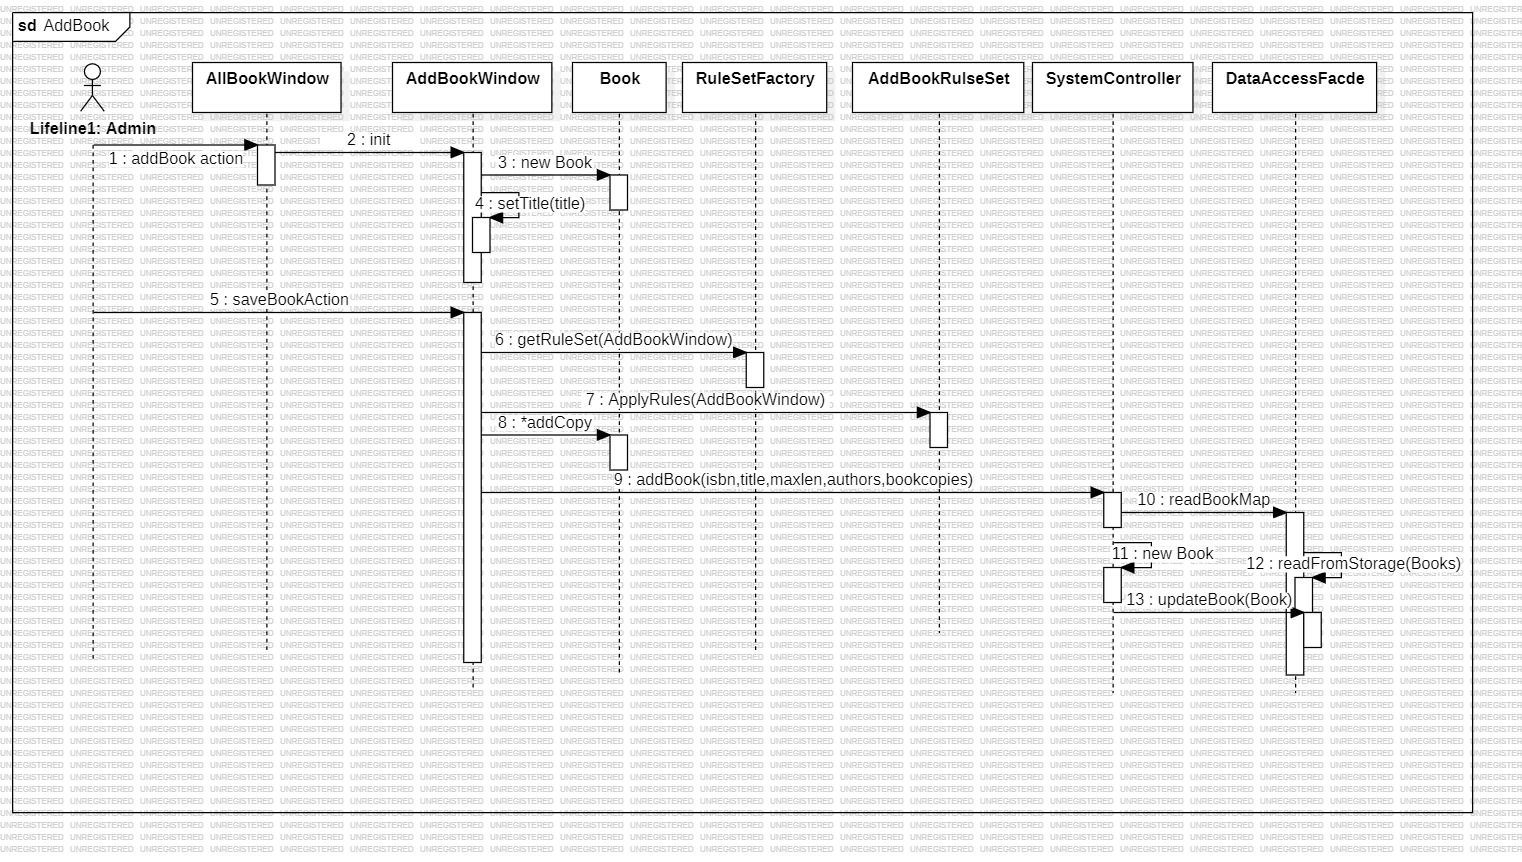 sd AddBook
AllBookWindow
AddBookWindow
Book
RuleSetFactory
AddBookRulseSet
SystemController
DataAccessFacde
Lifeline1: Admin
1 : addBook action
2 : init
3 : new Book
4 : setTitle(title)
5 : saveBookAction
6 : getRuleSet(AddBookWindow)
7 : ApplyRules(AddBookWindow)
8 : *addCopy
9 : addBook(isbn,title,maxlen,authors,bookcopies)
10 : readBookMap
11 : new Book
12 : readFromStorage(Books)
13 : updateBook(Book)
UNREGISTERED